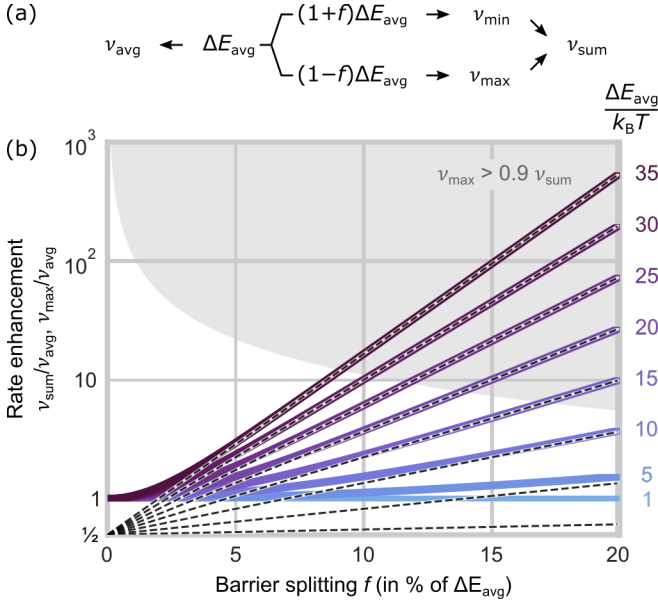 (a)
(1+f)ΔE_avg → ν_min
ν_avg ← ΔE_avg ν_sum
(1−f)ΔE_avg → ν_max
ΔE_avg
k_BT
(b)
ν_max > 0.9 ν_sum
10³
10²
10
1
½
Rate enhancement
ν_sum/ν_avg, ν_max/ν_avg
35
30
25
20
15
10
5
1
0 5 10 15 20
Barrier splitting f (in % of ΔE_avg)